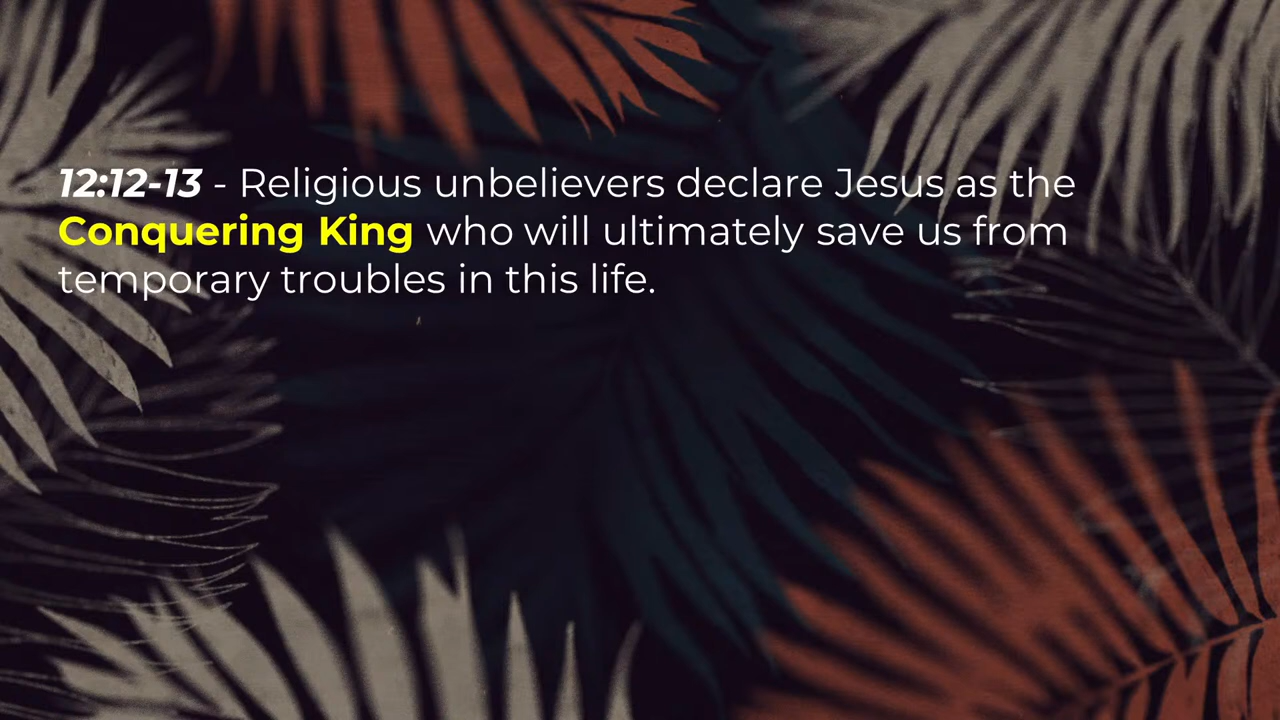 12:12-13 - Religious unbelievers declare Jesus as the
Conquering King who will ultimately save us from
temporary troubles in this life.